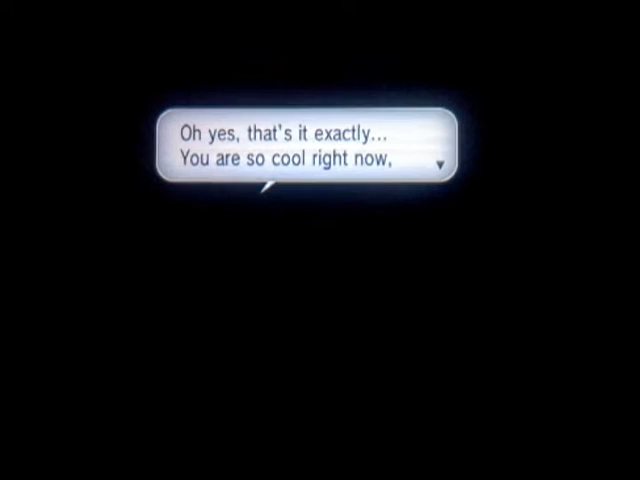 Oh yes, that's it exactly...
You are so cool right now,